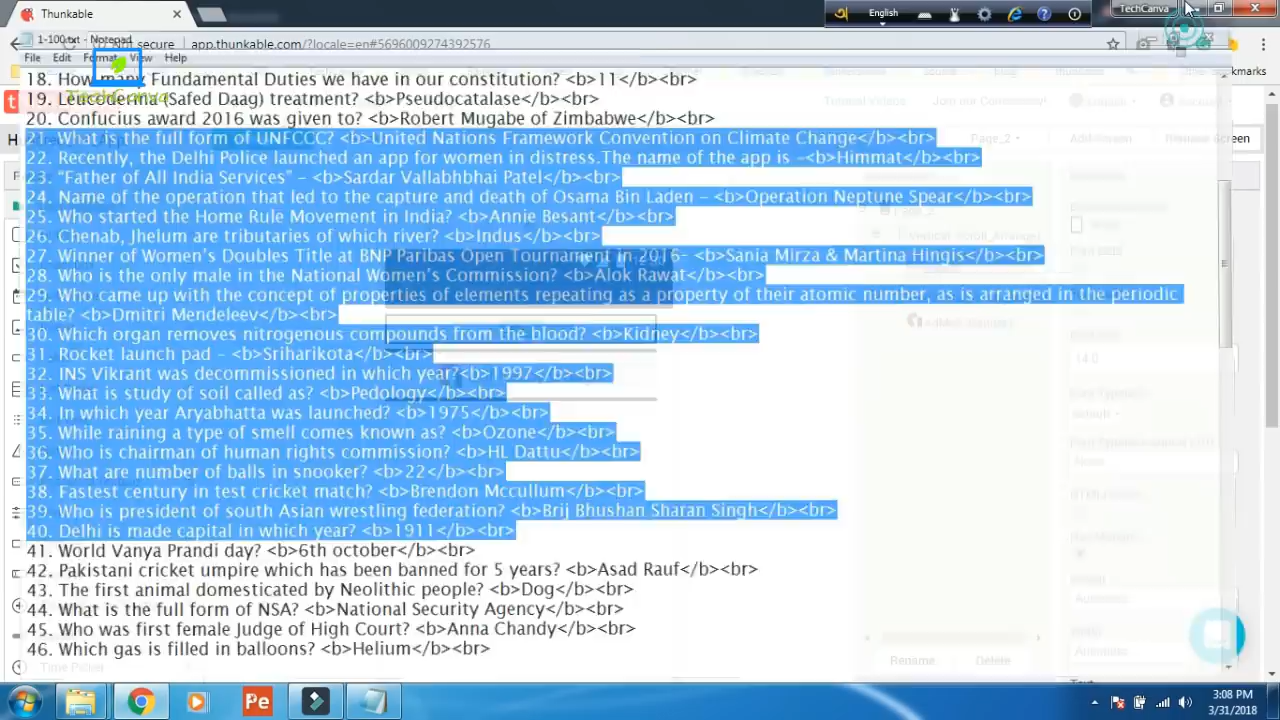 Thunkable
English
TechCanva
1-100.txt - Notepad
Not secure
app.thunkable.com/?locale=en#5696009274392576
File Edit Format View Help
TechCanva
18. How many Fundamental Duties we have in our constitution? <b>11</b><br>
19. Leucoderma (Safed Daag) treatment? <b>Pseudocatalase</b><br>
20. Confucius award 2016 was given to? <b>Robert Mugabe of Zimbabwe</b><br>
21. What is the full form of UNFCCC? <b>United Nations Framework Convention on Climate Change</b><br>
22. Recently, the Delhi Police launched an app for women in distress.The name of the app is –<b>Himmat</b><br>
23. “Father of All India Services” – <b>Sardar Vallabhbhai Patel</b><br>
24. Name of the operation that led to the capture and death of Osama Bin Laden – <b>Operation Neptune Spear</b><br>
25. Who started the Home Rule Movement in India? <b>Annie Besant</b><br>
26. Chenab, Jhelum are tributaries of which river? <b>Indus</b><br>
27. Winner of Women’s Doubles Title at BNP Paribas Open Tournament in 2016– <b>Sania Mirza & Martina Hingis</b><br>
28. Who is the only male in the National Women’s Commission? <b>Alok Rawat</b><br>
29. Who came up with the concept of properties of elements repeating as a property of their atomic number, as is arranged in the periodic
table? <b>Dmitri Mendeleev</b><br>
30. Which organ removes nitrogenous compounds from the blood? <b>Kidney</b><br>
31. Rocket launch pad – <b>Sriharikota</b><br>
32. INS Vikrant was decommissioned in which year?<b>1997</b><br>
33. What is study of soil called as? <b>Pedology</b><br>
34. In which year Aryabhatta was launched? <b>1975</b><br>
35. While raining a type of smell comes known as? <b>Ozone</b><br>
36. Who is chairman of human rights commission? <b>HL Dattu</b><br>
37. What are number of balls in snooker? <b>22</b><br>
38. Fastest century in test cricket match? <b>Brendon Mccullum</b><br>
39. Who is president of south Asian wrestling federation? <b>Brij Bhushan Sharan Singh</b><br>
40. Delhi is made capital in which year? <b>1911</b><br>
41. World Vanya Prandi day? <b>6th october</b><br>
42. Pakistani cricket umpire which has been banned for 5 years? <b>Asad Rauf</b><br>
43. The first animal domesticated by Neolithic people? <b>Dog</b><br>
44. What is the full form of NSA? <b>National Security Agency</b><br>
45. Who was first female Judge of High Court? <b>Anna Chandy</b><br>
46. Which gas is filled in balloons? <b>Helium</b><br>
Page_2
Rename Delete
Time Picker
Pe
3:08 PM
3/31/2018